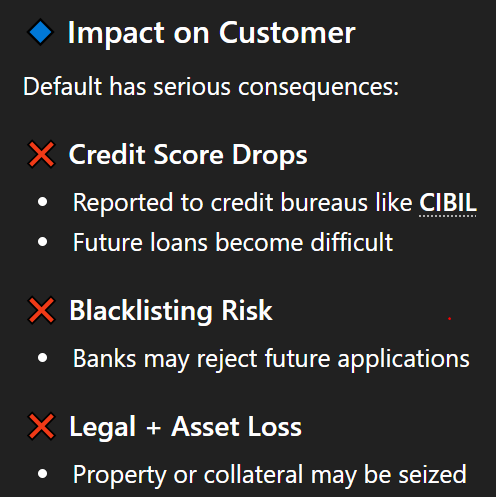 Impact on Customer
Default has serious consequences:
Credit Score Drops
• Reported to credit bureaus like CIBIL
• Future loans become difficult
Blacklisting Risk
• Banks may reject future applications
Legal + Asset Loss
• Property or collateral may be seized